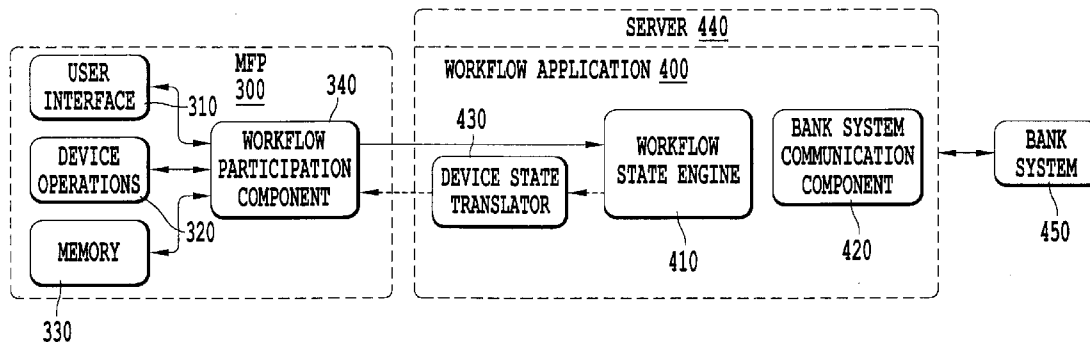 SERVER 440
MFP
300
USER
INTERFACE
310
DEVICE
OPERATIONS
320
MEMORY
330
340
WORKFLOW
PARTICIPATION
COMPONENT
WORKFLOW APPLICATION 400
430
DEVICE STATE
TRANSLATOR
WORKFLOW
STATE ENGINE
410
BANK SYSTEM
COMMUNICATION
COMPONENT
420
BANK
SYSTEM
450